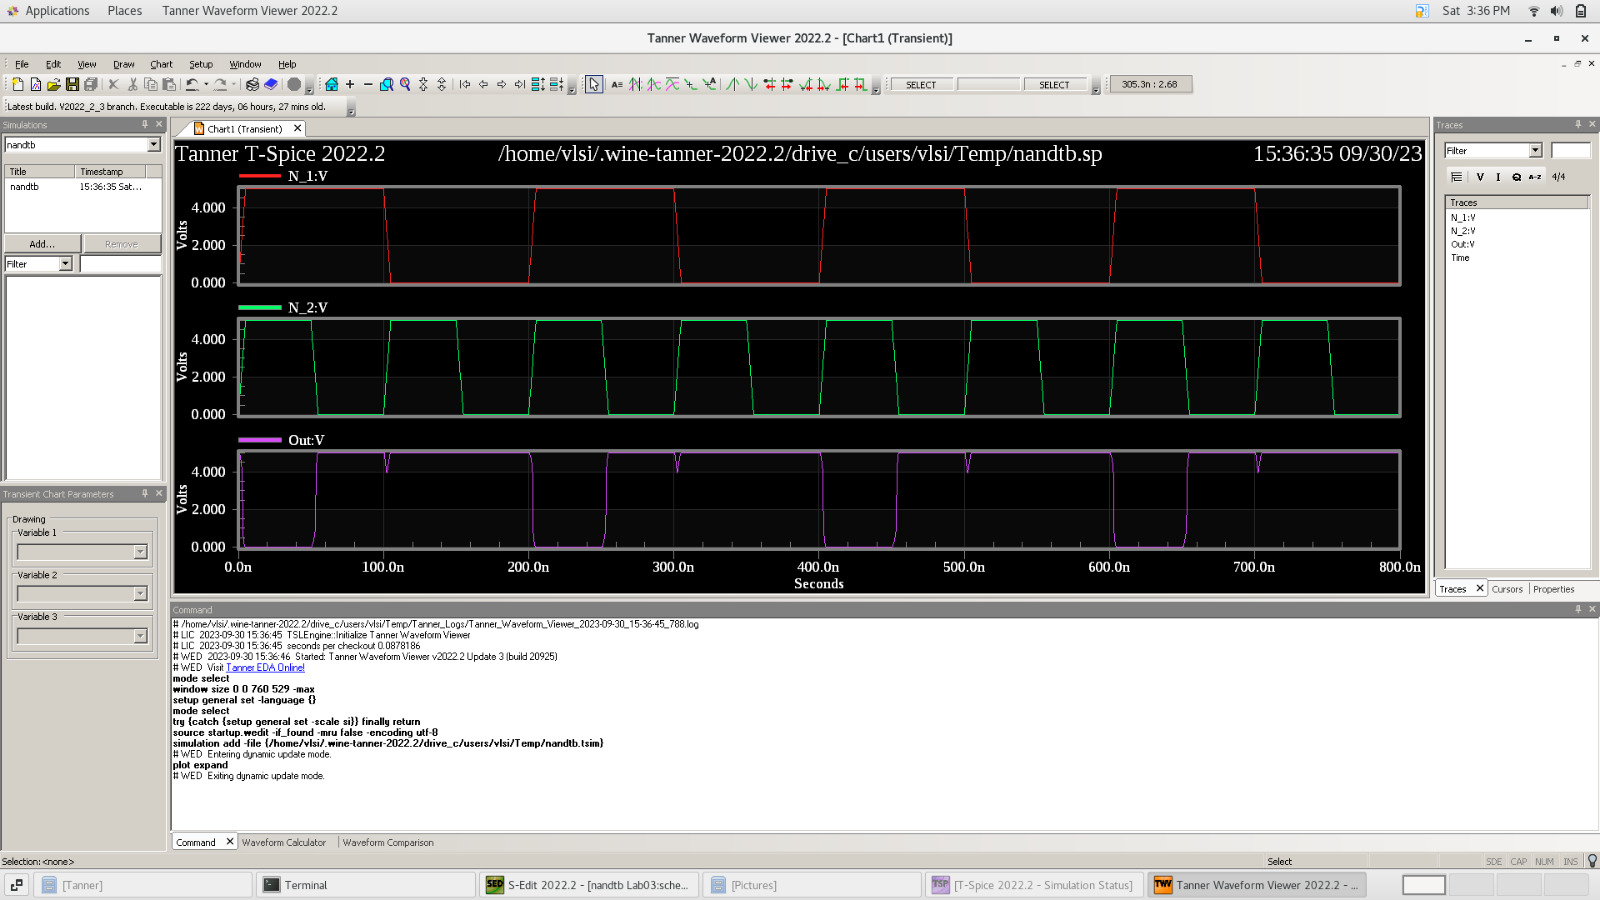 Applications Places Tanner Waveform Viewer 2022.2 Sat 3:36 PM
Tanner Waveform Viewer 2022.2 - [Chart1 (Transient)]
File Edit View Draw Chart Setup Window Help
SELECT SELECT 305.3n : 2.68
Latest build. V2022_2_3 branch. Executable is 222 days, 06 hours, 27 mins old.
Simulations
nandtb
Title Timestamp
nandtb 15:36:35 Sat...
Add... Remove
Filter
Transient Chart Parameters
Drawing
Variable 1
Variable 2
Variable 3
Chart1 (Transient)
Tanner T-Spice 2022.2 /home/vlsi/.wine-tanner-2022.2/drive_c/users/vlsi/Temp/nandtb.sp 15:36:35 09/30/23
N_1:V
Volts
4.000
2.000
0.000
N_2:V
Volts
4.000
2.000
0.000
Out:V
Volts
4.000
2.000
0.000
0.0n 100.0n 200.0n 300.0n 400.0n 500.0n 600.0n 700.0n 800.0n
Seconds
Traces
Filter
V I A-Z 4/4
Traces
N_1:V
N_2:V
Out:V
Time
Traces Cursors Properties
Command
# /home/vlsi/.wine-tanner-2022.2/drive_c/users/vlsi/Temp/Tanner_Logs/Tanner_Waveform_Viewer_2023-09-30_15-36-45_788.log
# LIC 2023-09-30 15:36:45 TSLEngine::Initialize Tanner Waveform Viewer
# LIC 2023-09-30 15:36:45 seconds per checkout 0.0878186
# WED 2023-09-30 15:36:46 Started: Tanner Waveform Viewer v2022.2 Update 3 (build 20925)
# WED Visit Tanner EDA Online!
mode select
window size 0 0 760 529 -max
setup general set -language {}
mode select
try {catch {setup general set -scale si}} finally return
source startup.wedit -if_found -mru false -encoding utf-8
simulation add -file {/home/vlsi/.wine-tanner-2022.2/drive_c/users/vlsi/Temp/nandtb.tsim}
# WED Entering dynamic update mode.
plot expand
# WED Exiting dynamic update mode.
Command Waveform Calculator Waveform Comparison
Selection: <none> Select SDE CAP NUM INS
[Tanner] Terminal SED S-Edit 2022.2 - [nandtb Lab03:sche... [Pictures] TSP [T-Spice 2022.2 - Simulation Status] TWV Tanner Waveform Viewer 2022.2 - ...